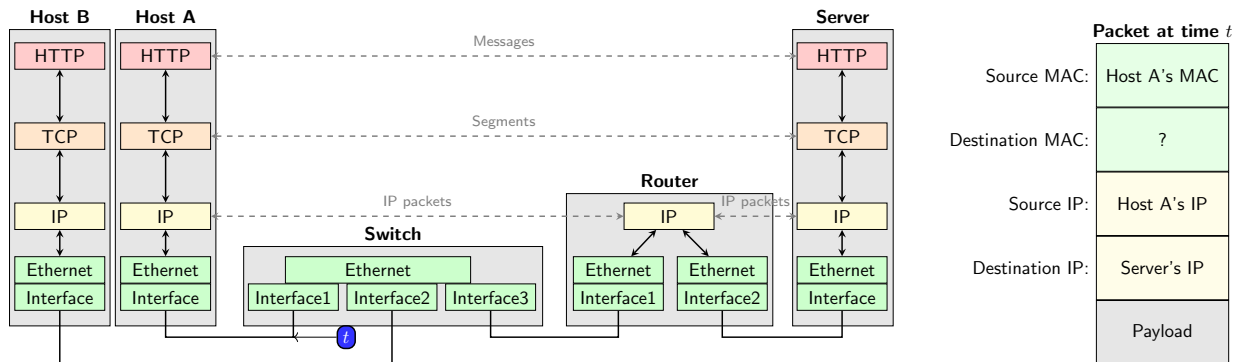 Host B Host A Server
Packet at time t
HTTP HTTP Messages HTTP
Source MAC: Host A's MAC
TCP TCP Segments TCP
Destination MAC: ?
Router
IP IP IP packets IP IP packets IP
Source IP: Host A's IP
Switch
Ethernet Ethernet Ethernet Ethernet Ethernet Ethernet
Destination IP: Server's IP
Interface Interface Interface1 Interface2 Interface3 Interface1 Interface2 Interface
t
Payload